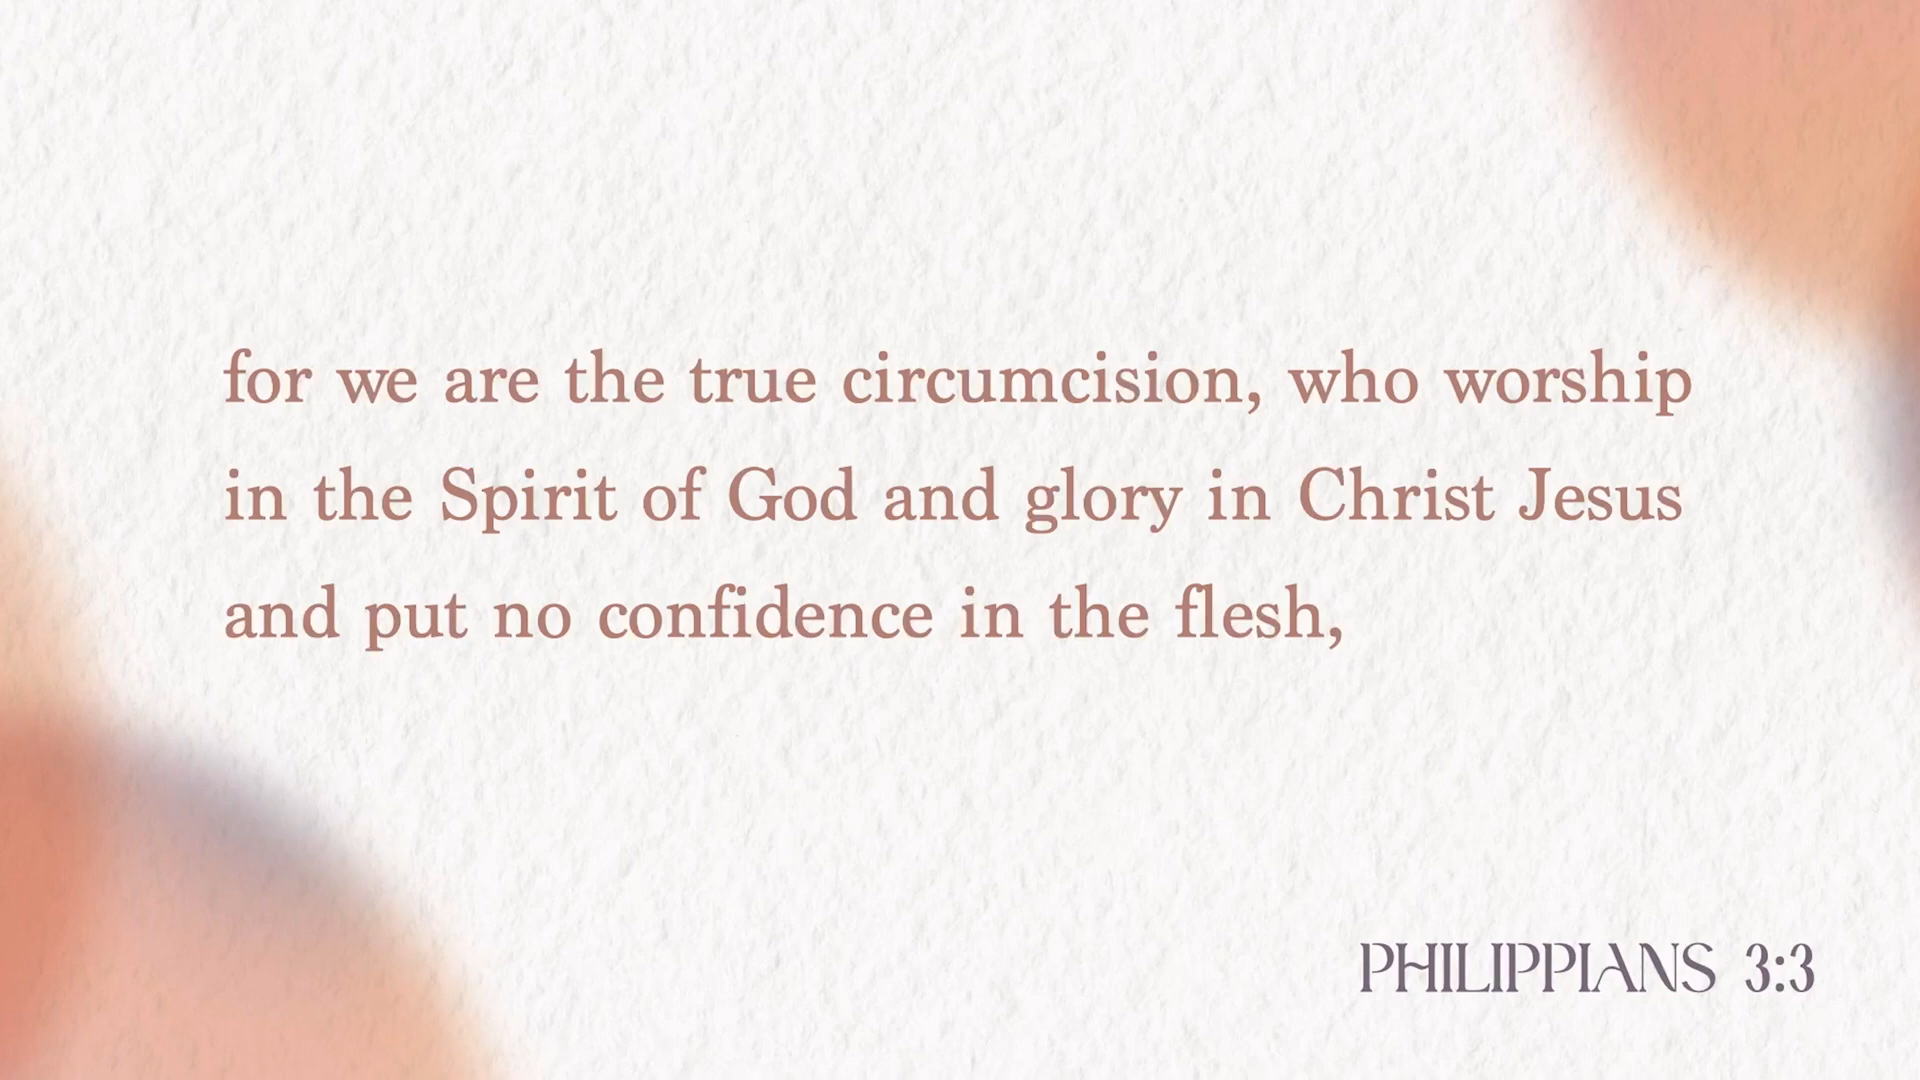 for we are the true circumcision, who worship
in the Spirit of God and glory in Christ Jesus
and put no confidence in the flesh,
PHILIPPIANS 3:3